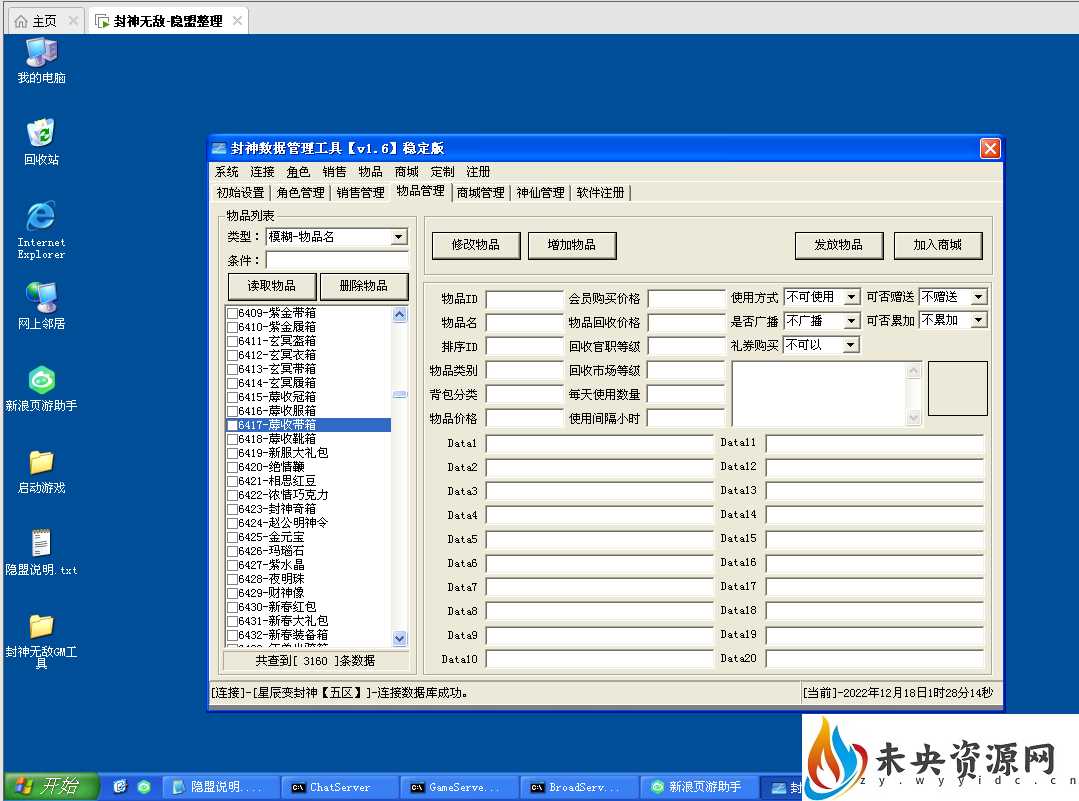 主页
封神无敌-隐盟整理
我的电脑
回收站
Internet
Explorer
网上邻居
新浪页游助手
启动游戏
隐盟说明.txt
封神无敌GM工
具
封神数据管理工具【v1.6】稳定版
系统 连接 角色 销售 物品 商城 定制 注册
初始设置 角色管理 销售管理 物品管理 商城管理 神仙管理 软件注册
物品列表
类型： 模糊-物品名
条件：
读取物品 删除物品
6409-紫金带箱
6410-紫金履箱
6411-玄冥盔箱
6412-玄冥衣箱
6413-玄冥带箱
6414-玄冥履箱
6415-蓐收冠箱
6416-蓐收服箱
6417-蓐收带箱
6418-蓐收靴箱
6419-新服大礼包
6420-绝情鞭
6421-相思红豆
6422-浓情巧克力
6423-封神奇箱
6424-赵公明神令
6425-金元宝
6426-玛瑙石
6427-紫水晶
6428-夜明珠
6429-财神像
6430-新春红包
6431-新春大礼包
6432-新春装备箱
共查到[ 3160 ]条数据
修改物品 增加物品 发放物品 加入商城
物品ID 会员购买价格 使用方式 不可使用 可否赠送 不赠送
物品名 物品回收价格 是否广播 不广播 可否累加 不累加
排序ID 回收官职等级 礼券购买 不可以
物品类别 回收市场等级
背包分类 每天使用数量
物品价格 使用间隔小时
Data1 Data11
Data2 Data12
Data3 Data13
Data4 Data14
Data5 Data15
Data6 Data16
Data7 Data17
Data8 Data18
Data9 Data19
Data10 Data20
[连接]-[星辰变封神【五区】]-连接数据库成功。
[当前]-2022年12月18日1时28分14秒
开始
隐盟说明....
ChatServer
GameServe...
BroadServ...
新浪页游助手
封
未央资源网
zywyidc.cn